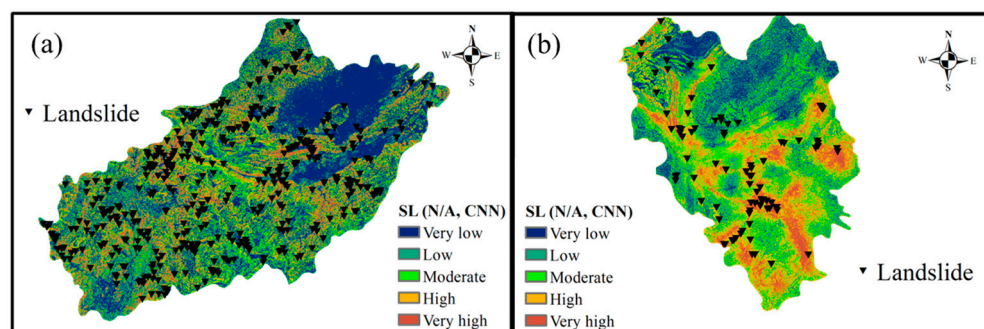 (a)
N
W E
S
Landslide
SL (N/A, CNN)
Very low
Low
Moderate
High
Very high
(b)
N
W E
S
SL (N/A, CNN)
Very low
Low
Moderate
High
Very high
Landslide